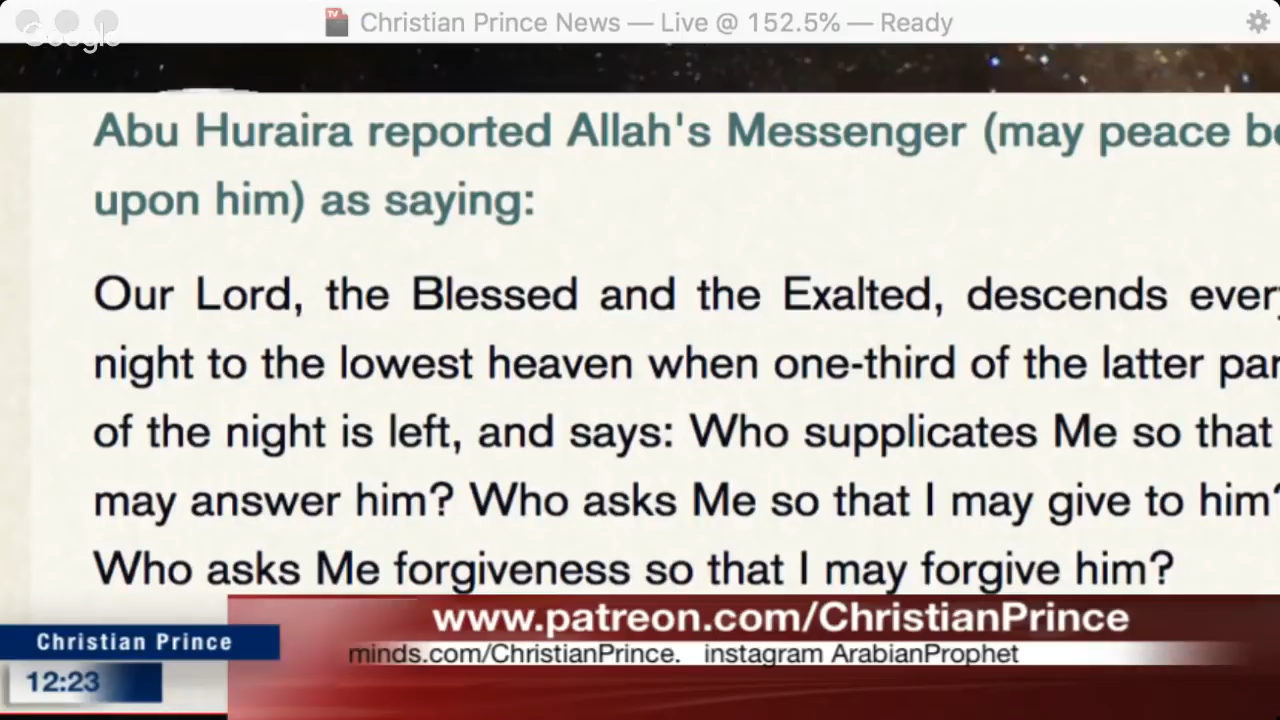 Christian Prince News — Live @ 152.5% — Ready
Google
Abu Huraira reported Allah's Messenger (may peace be
upon him) as saying:
Our Lord, the Blessed and the Exalted, descends every
night to the lowest heaven when one-third of the latter par
of the night is left, and says: Who supplicates Me so that
may answer him? Who asks Me so that I may give to him?
Who asks Me forgiveness so that I may forgive him?
www.patreon.com/ChristianPrince
Christian Prince
minds.com/ChristianPrince. instagram ArabianProphet
12:23